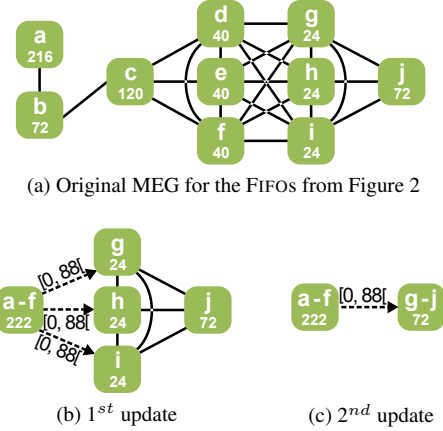 a
216
b
72
c
120
d
40
e
40
f
40
g
24
h
24
i
24
j
72
(a) Original MEG for the FIFOs from Figure 2
a-f
222
[0, 88[
[0, 88[
[0, 88[
g
24
h
24
i
24
j
72
(b) 1st update
a-f
222
[0, 88[
g-j
72
(c) 2nd update